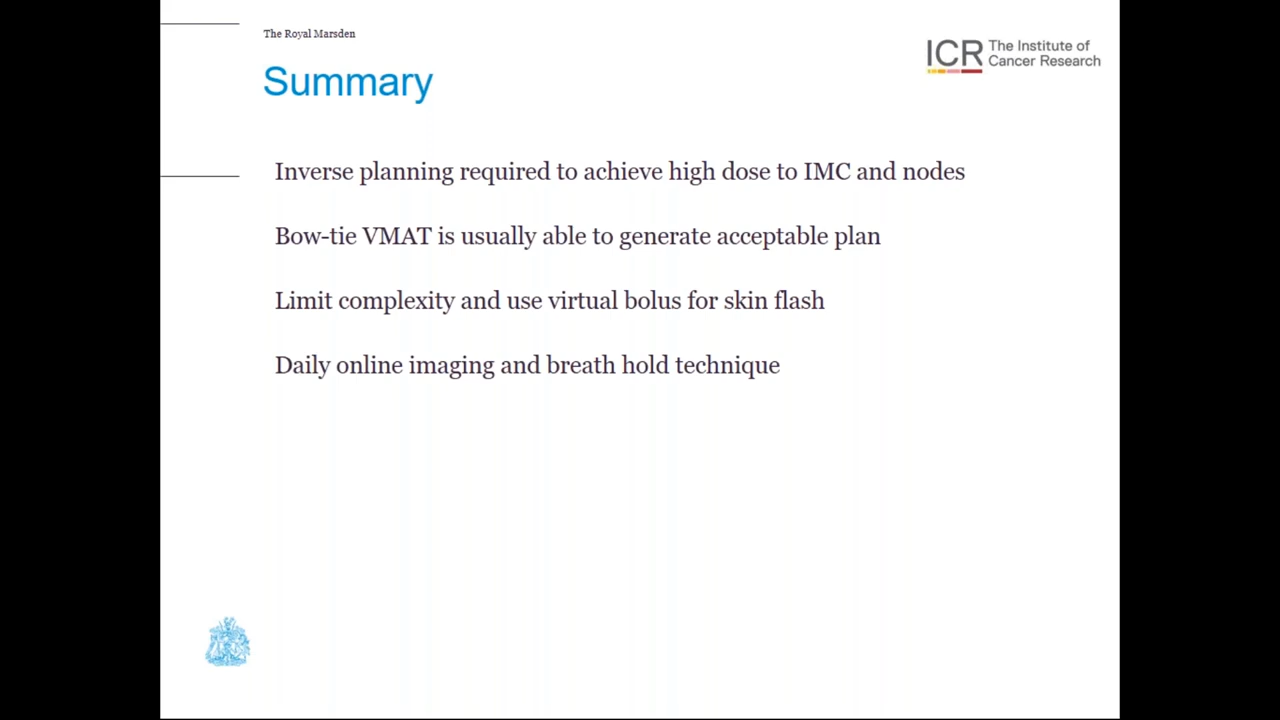 The Royal Marsden
ICR The Institute of
Cancer Research
Summary
Inverse planning required to achieve high dose to IMC and nodes
Bow-tie VMAT is usually able to generate acceptable plan
Limit complexity and use virtual bolus for skin flash
Daily online imaging and breath hold technique